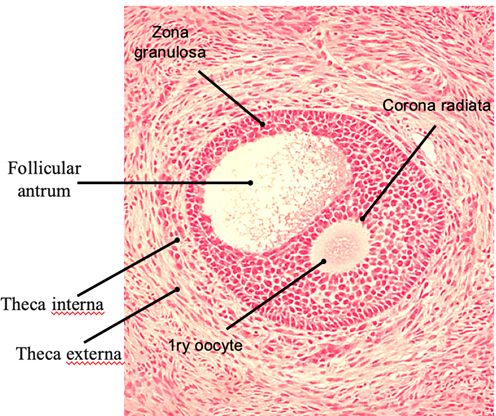 Zona
granulosa
Corona radiata
Follicular
antrum
Theca interna
1ry oocyte
Theca externa